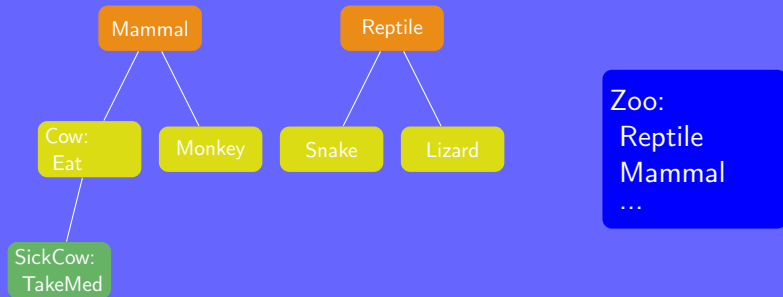 Mammal
Reptile
Cow:
Eat
Monkey
Snake
Lizard
SickCow:
TakeMed
Zoo:
Reptile
Mammal
...